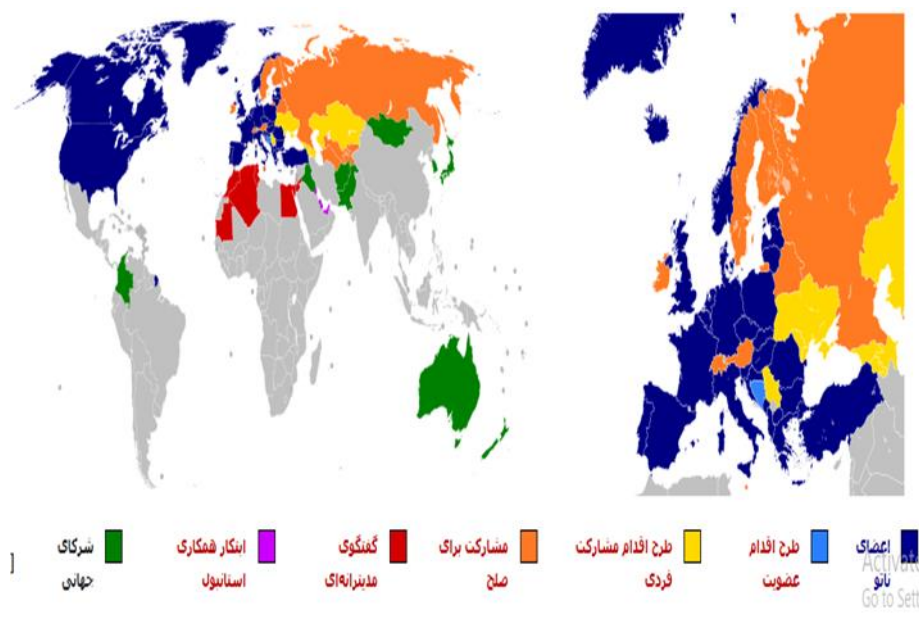 اعضای ناتو
طرح اقدام عضویت
طرح اقدام مشارکت فردی
مشارکت برای صلح
گفتگوی مدیترانه‌ای
ابتکار همکاری استانبول
شرکای جهانی
]
Activate
Go to Sett